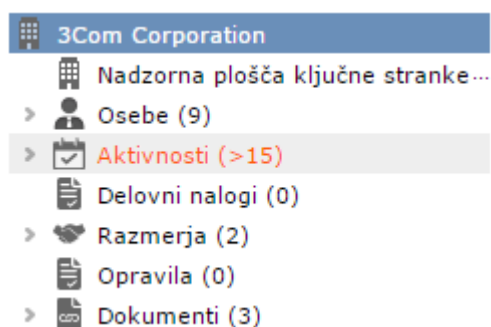 3Com Corporation
Nadzorna plošča ključne stranke...
Osebe (9)
Aktivnosti (>15)
Delovni nalogi (0)
Razmerja (2)
Opravila (0)
Dokumenti (3)